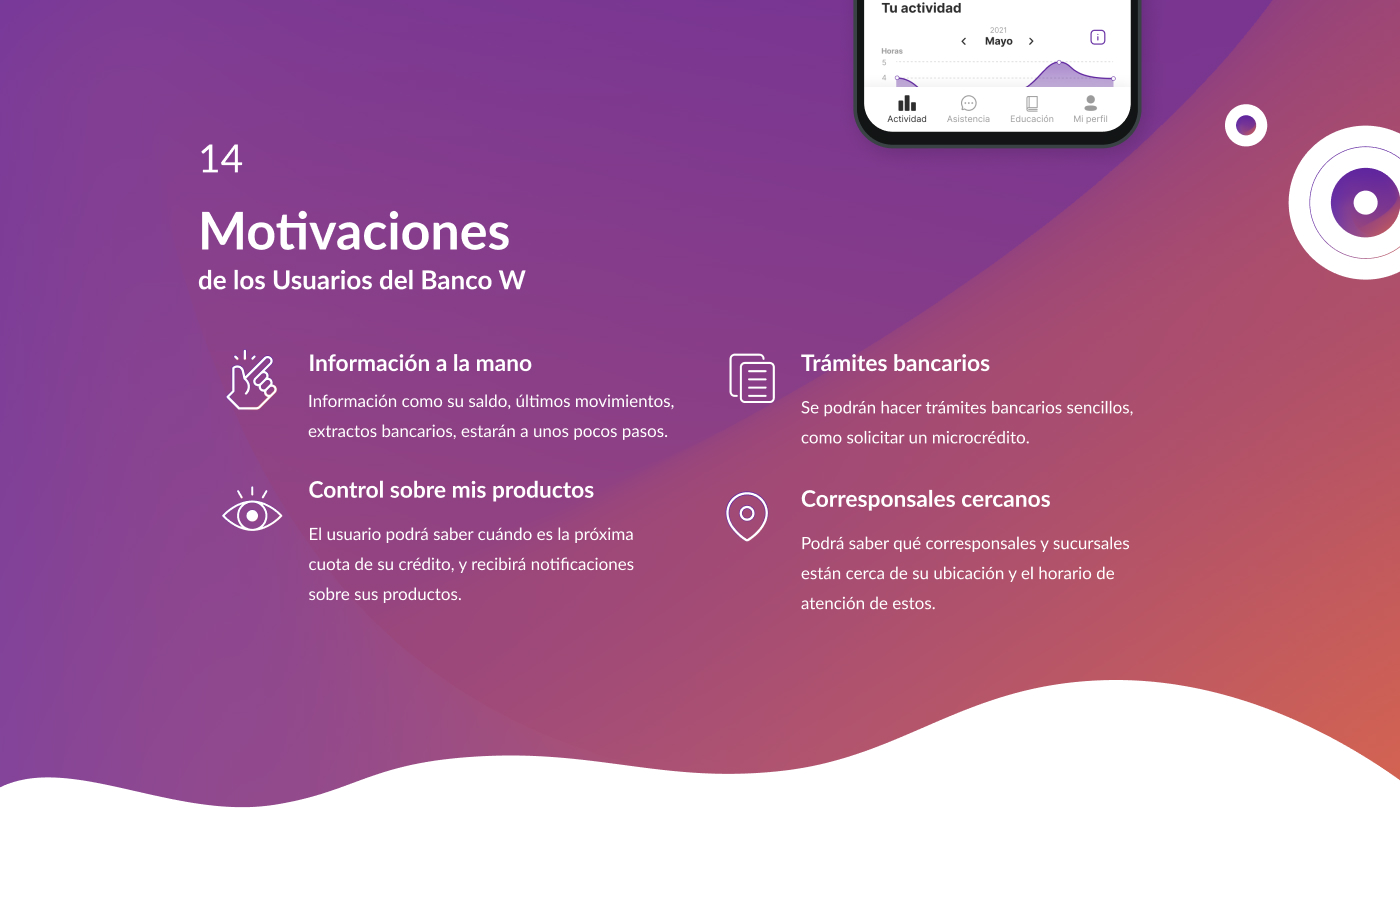 Tu actividad
2021
Mayo
Horas
5
4
Actividad
Asistencia
Educación
Mi perfil
14
Motivaciones
de los Usuarios del Banco W
Información a la mano
Información como su saldo, últimos movimientos,
extractos bancarios, estarán a unos pocos pasos.
Trámites bancarios
Se podrán hacer trámites bancarios sencillos,
como solicitar un microcrédito.
Control sobre mis productos
El usuario podrá saber cuándo es la próxima
cuota de su crédito, y recibirá notificaciones
sobre sus productos.
Corresponsales cercanos
Podrá saber qué corresponsales y sucursales
están cerca de su ubicación y el horario de
atención de estos.